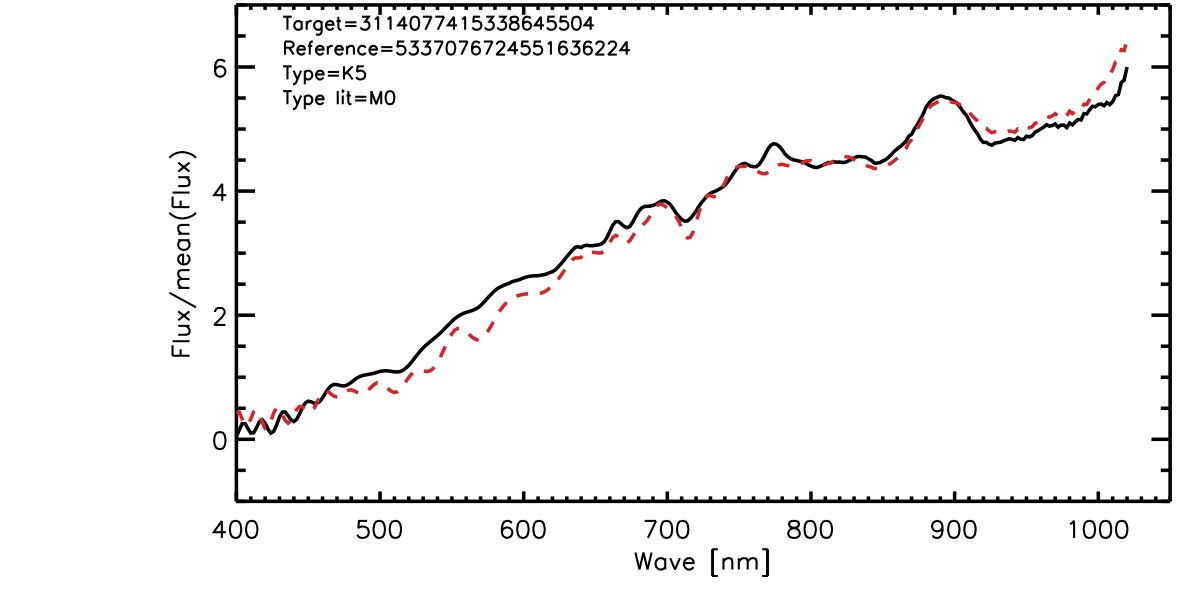 Target=3114077415338645504
Reference=5337076724551636224
Type=K5
Type lit=M0
6
4
2
0
Flux/mean(Flux)
400 500 600 700 800 900 1000
Wave [nm]